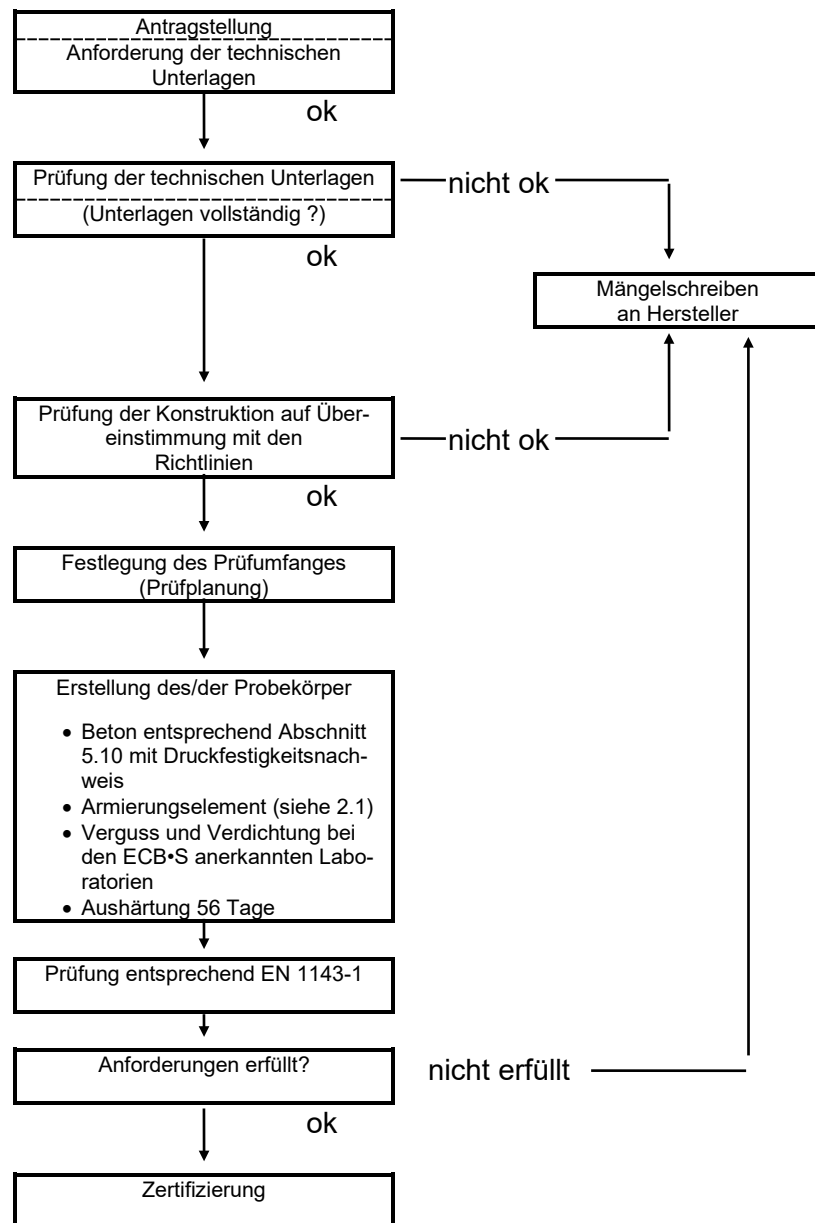 Antragstellung
Anforderung der technischen
Unterlagen
ok
Prüfung der technischen Unterlagen
nicht ok
(Unterlagen vollständig ?)
ok
Mängelschreiben
an Hersteller
Prüfung der Konstruktion auf Über-
einstimmung mit den
Richtlinien
nicht ok
ok
Festlegung des Prüfumfanges
(Prüfplanung)
Erstellung des/der Probekörper
• Beton entsprechend Abschnitt
5.10 mit Druckfestigkeitsnach-
weis
• Armierungselement (siehe 2.1)
• Verguss und Verdichtung bei
den ECB•S anerkannten Labo-
ratorien
• Aushärtung 56 Tage
Prüfung entsprechend EN 1143-1
Anforderungen erfüllt?
nicht erfüllt
ok
Zertifizierung